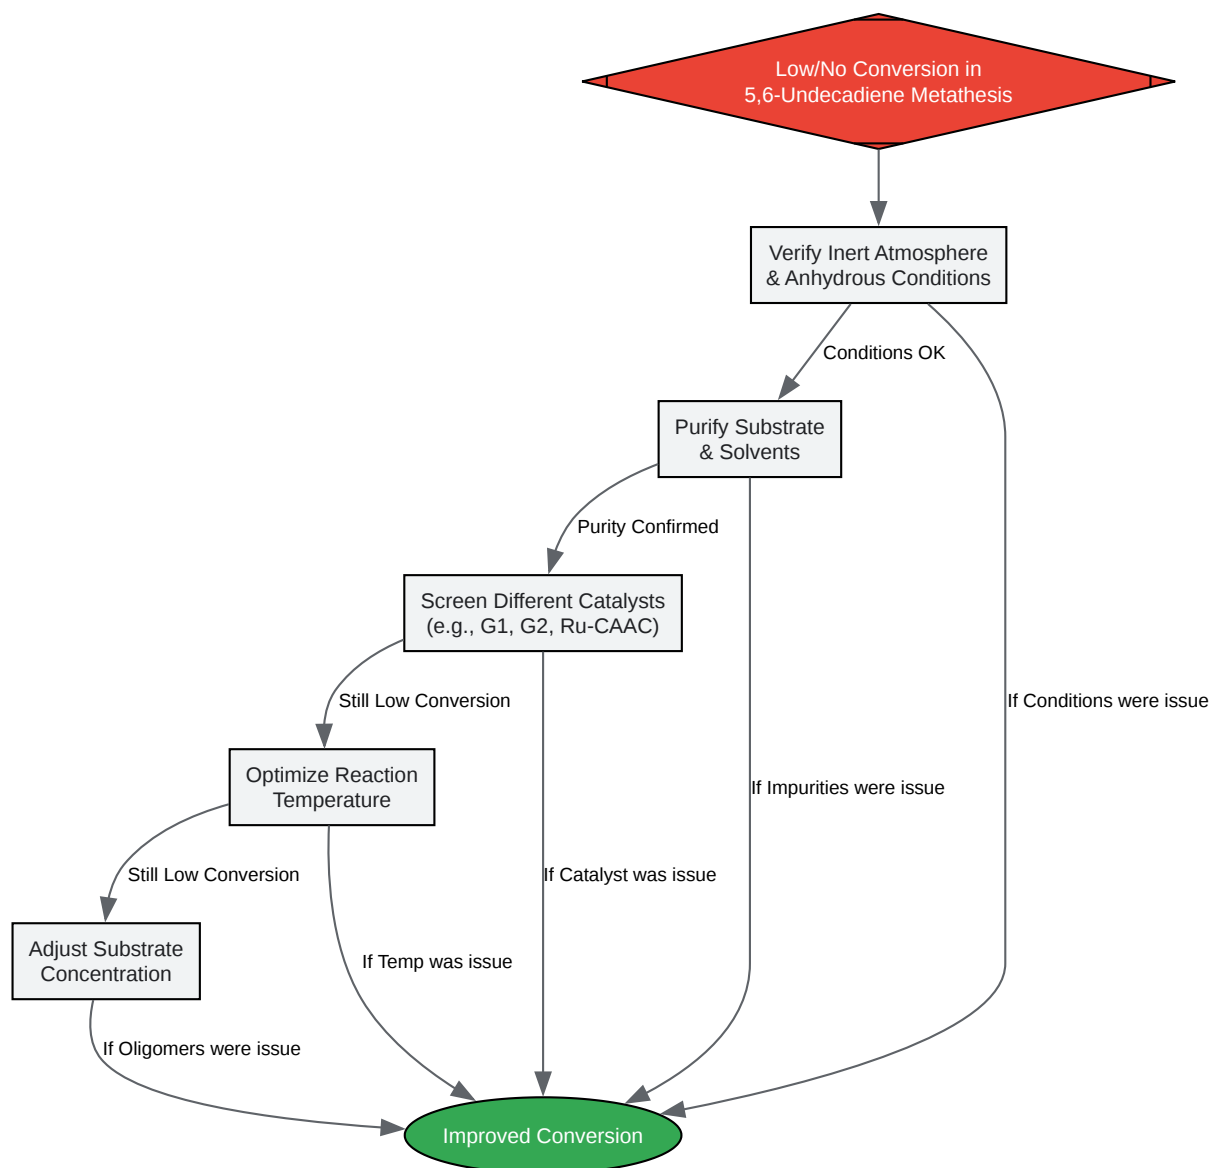 Low/No Conversion in
5,6-Undecadiene Metathesis
Verify Inert Atmosphere
& Anhydrous Conditions
Conditions OK
Purify Substrate
& Solvents
Purity Confirmed
Screen Different Catalysts
(e.g., G1, G2, Ru-CAAC)
Still Low Conversion
If Conditions were issue
Optimize Reaction
Temperature
If Impurities were issue
Still Low Conversion
If Catalyst was issue
Adjust Substrate
Concentration
If Temp was issue
If Oligomers were issue
Improved Conversion